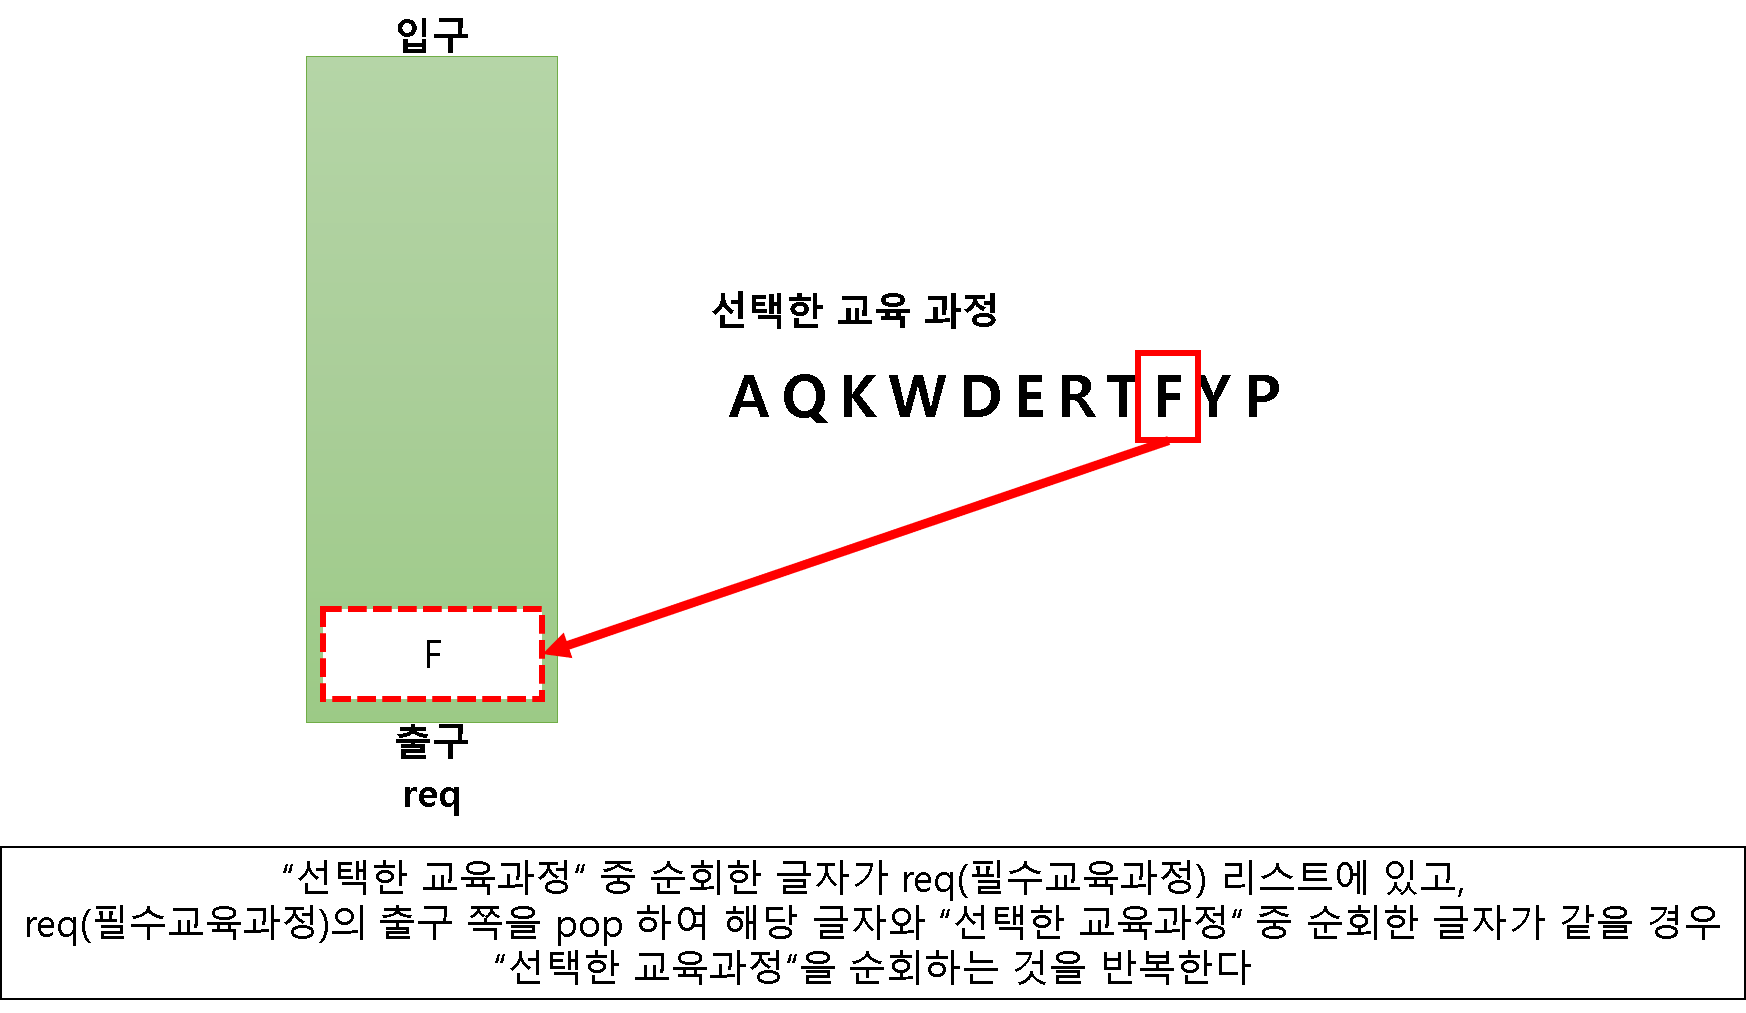 입구
선택한 교육 과정
A Q K W D E R T F Y P
F
출구
req
“선택한 교육과정“ 중 순회한 글자가 req(필수교육과정) 리스트에 있고,
req(필수교육과정)의 출구 쪽을 pop 하여 해당 글자와 “선택한 교육과정“ 중 순회한 글자가 같을 경우
“선택한 교육과정“을 순회하는 것을 반복한다